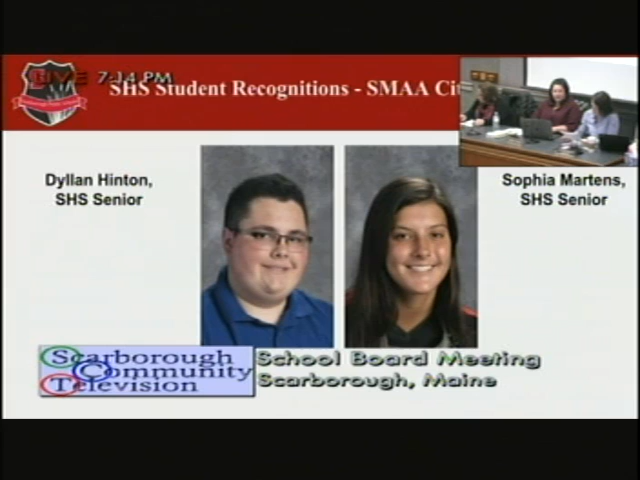 LIVE 7:14 PM
SHS Student Recognitions - SMAA Cit
Dyllan Hinton,
SHS Senior
Sophia Martens,
SHS Senior
Scarborough
Community
Television
School Board Meeting
Scarborough, Maine